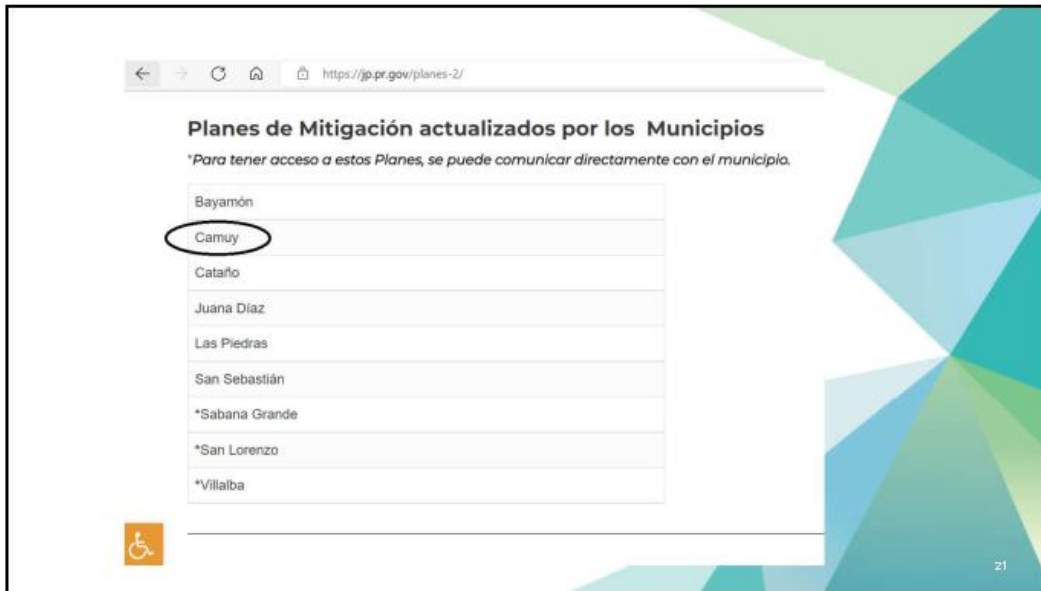 https://jp.pr.gov/planes-2/
Planes de Mitigación actualizados por los Municipios
*Para tener acceso a estos Planes, se puede comunicar directamente con el municipio.
Bayamón
Camuy
Cataño
Juana Díaz
Las Piedras
San Sebastián
*Sabana Grande
*San Lorenzo
*Villalba
21